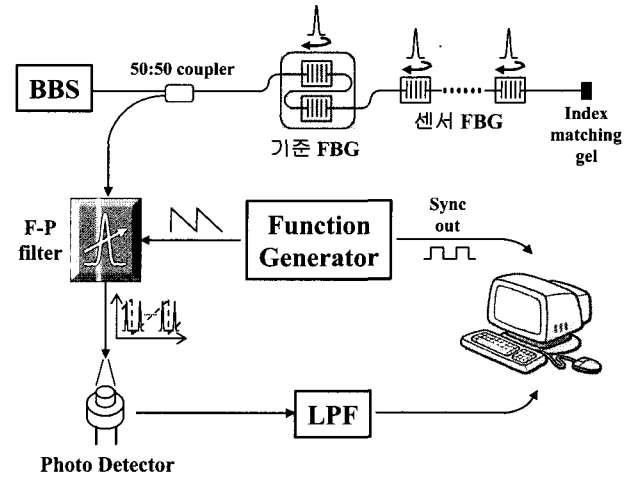 BBS
50:50 coupler
기준 FBG
센서 FBG
Index
matching
gel
F-P
filter
Function
Generator
Sync
out
LPF
Photo Detector